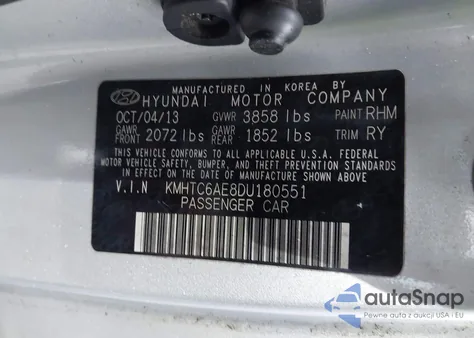 MANUFACTURED IN KOREA BY
HYUNDAI MOTOR COMPANY
OCT/04/13 GVWR 3858 lbs PAINT RHM
GAWR FRONT 2072 lbs GAWR REAR 1852 lbs TRIM RY
THIS VEHICLE CONFORMS TO ALL APPLICABLE U.S.A. FEDERAL
MOTOR VEHICLE SAFETY, BUMPER, AND THEFT PREVENTION STANDARDS
IN EFFECT ON THE DATE OF MANUFACTURE SHOWN ABOVE.
V.I.N KMHTC6AE8DU180551
PASSENGER CAR
autoSnap
Pewne auta z aukcji USA i EU